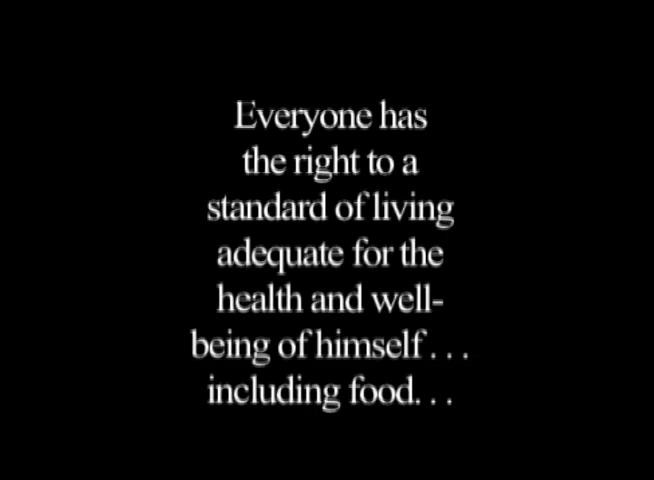 Everyone has
the right to a
standard of living
adequate for the
health and well-
being of himself . . .
including food. . .